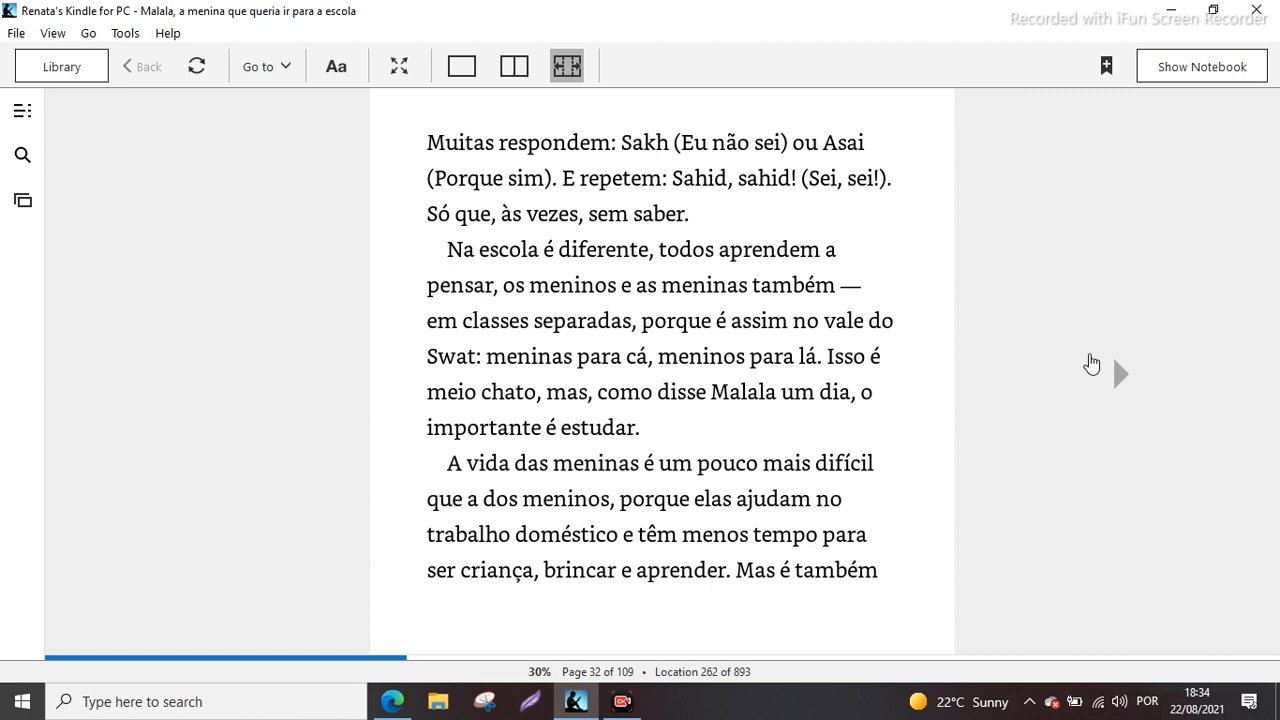 Renata's Kindle for PC - Malala, a menina que queria ir para a escola
Recorded with iFun Screen Recorder
File View Go Tools Help
Library Back Go to Aa Show Notebook
Muitas respondem: Sakh (Eu não sei) ou Asai
(Porque sim). E repetem: Sahid, sahid! (Sei, sei!).
Só que, às vezes, sem saber.
Na escola é diferente, todos aprendem a
pensar, os meninos e as meninas também —
em classes separadas, porque é assim no vale do
Swat: meninas para cá, meninos para lá. Isso é
meio chato, mas, como disse Malala um dia, o
importante é estudar.
A vida das meninas é um pouco mais difícil
que a dos meninos, porque elas ajudam no
trabalho doméstico e têm menos tempo para
ser criança, brincar e aprender. Mas é também
30% Page 32 of 109 • Location 262 of 893
Type here to search
22°C Sunny
POR
18:34
22/08/2021